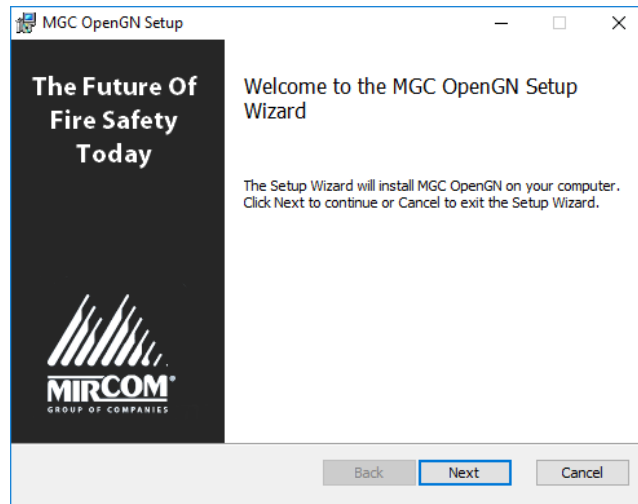 MGC OpenGN Setup
The Future Of
Fire Safety
Today
Welcome to the MGC OpenGN Setup
Wizard
The Setup Wizard will install MGC OpenGN on your computer.
Click Next to continue or Cancel to exit the Setup Wizard.
MIRCOM
GROUP OF COMPANIES
Back
Next
Cancel